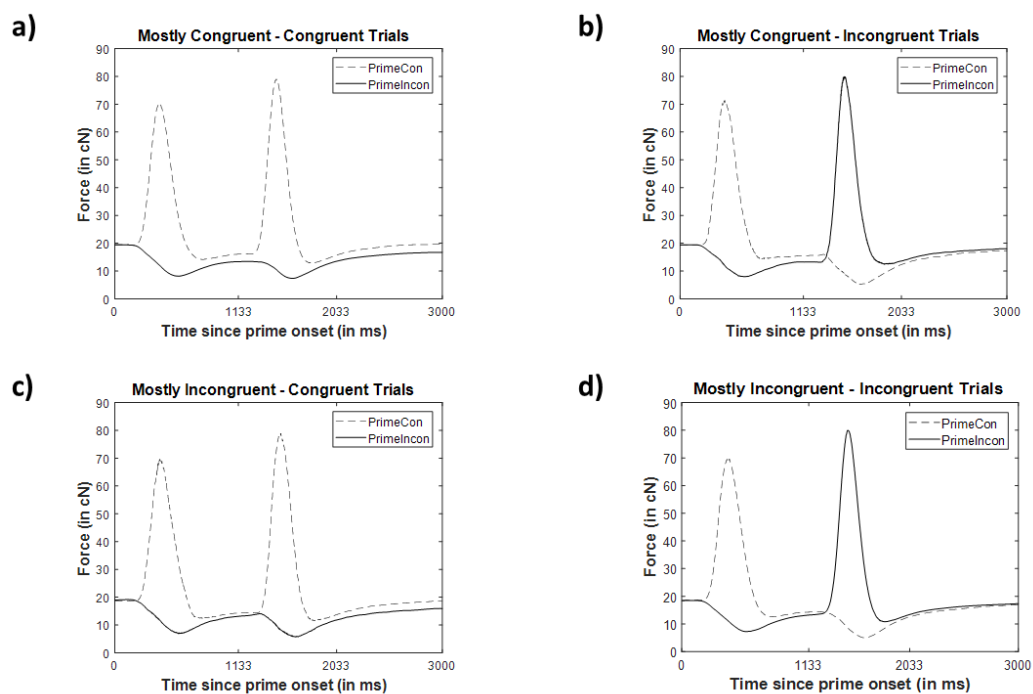 a)
Mostly Congruent - Congruent Trials
90
80
70
60
50
40
30
20
10
0
Force (in cN)
PrimeCon
PrimeIncon
0 1133 2033 3000
Time since prime onset (in ms)
b)
Mostly Congruent - Incongruent Trials
90
80
70
60
50
40
30
20
10
0
Force (in cN)
PrimeCon
PrimeIncon
0 1133 2033 3000
Time since prime onset (in ms)
c)
Mostly Incongruent - Congruent Trials
90
80
70
60
50
40
30
20
10
0
Force (in cN)
PrimeCon
PrimeIncon
0 1133 2033 3000
Time since prime onset (in ms)
d)
Mostly Incongruent - Incongruent Trials
90
80
70
60
50
40
30
20
10
0
Force (in cN)
PrimeCon
PrimeIncon
0 1133 2033 3000
Time since prime onset (in ms)